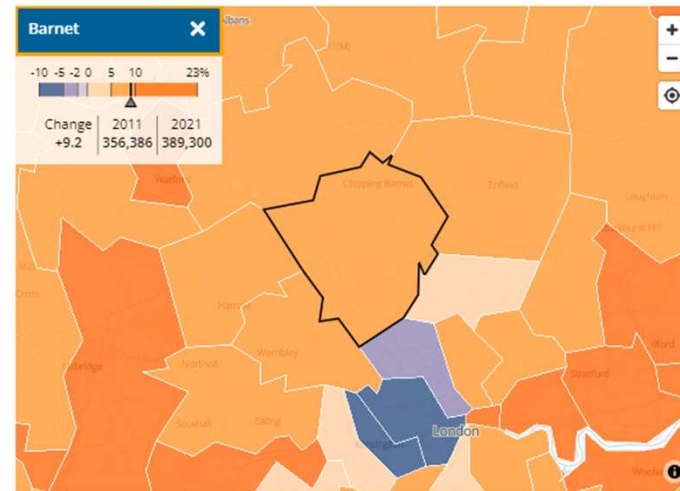 Barnet
-10 -5 -2 0 5 10 23%
Change 2011 2021
+9.2 356,386 389,300
Watford
Chipping Barnet
Enfield
Loughton
Harrow
Wembley
Ilford
Uxbridge
Northolt
Stratford
Southall
Ealing
London